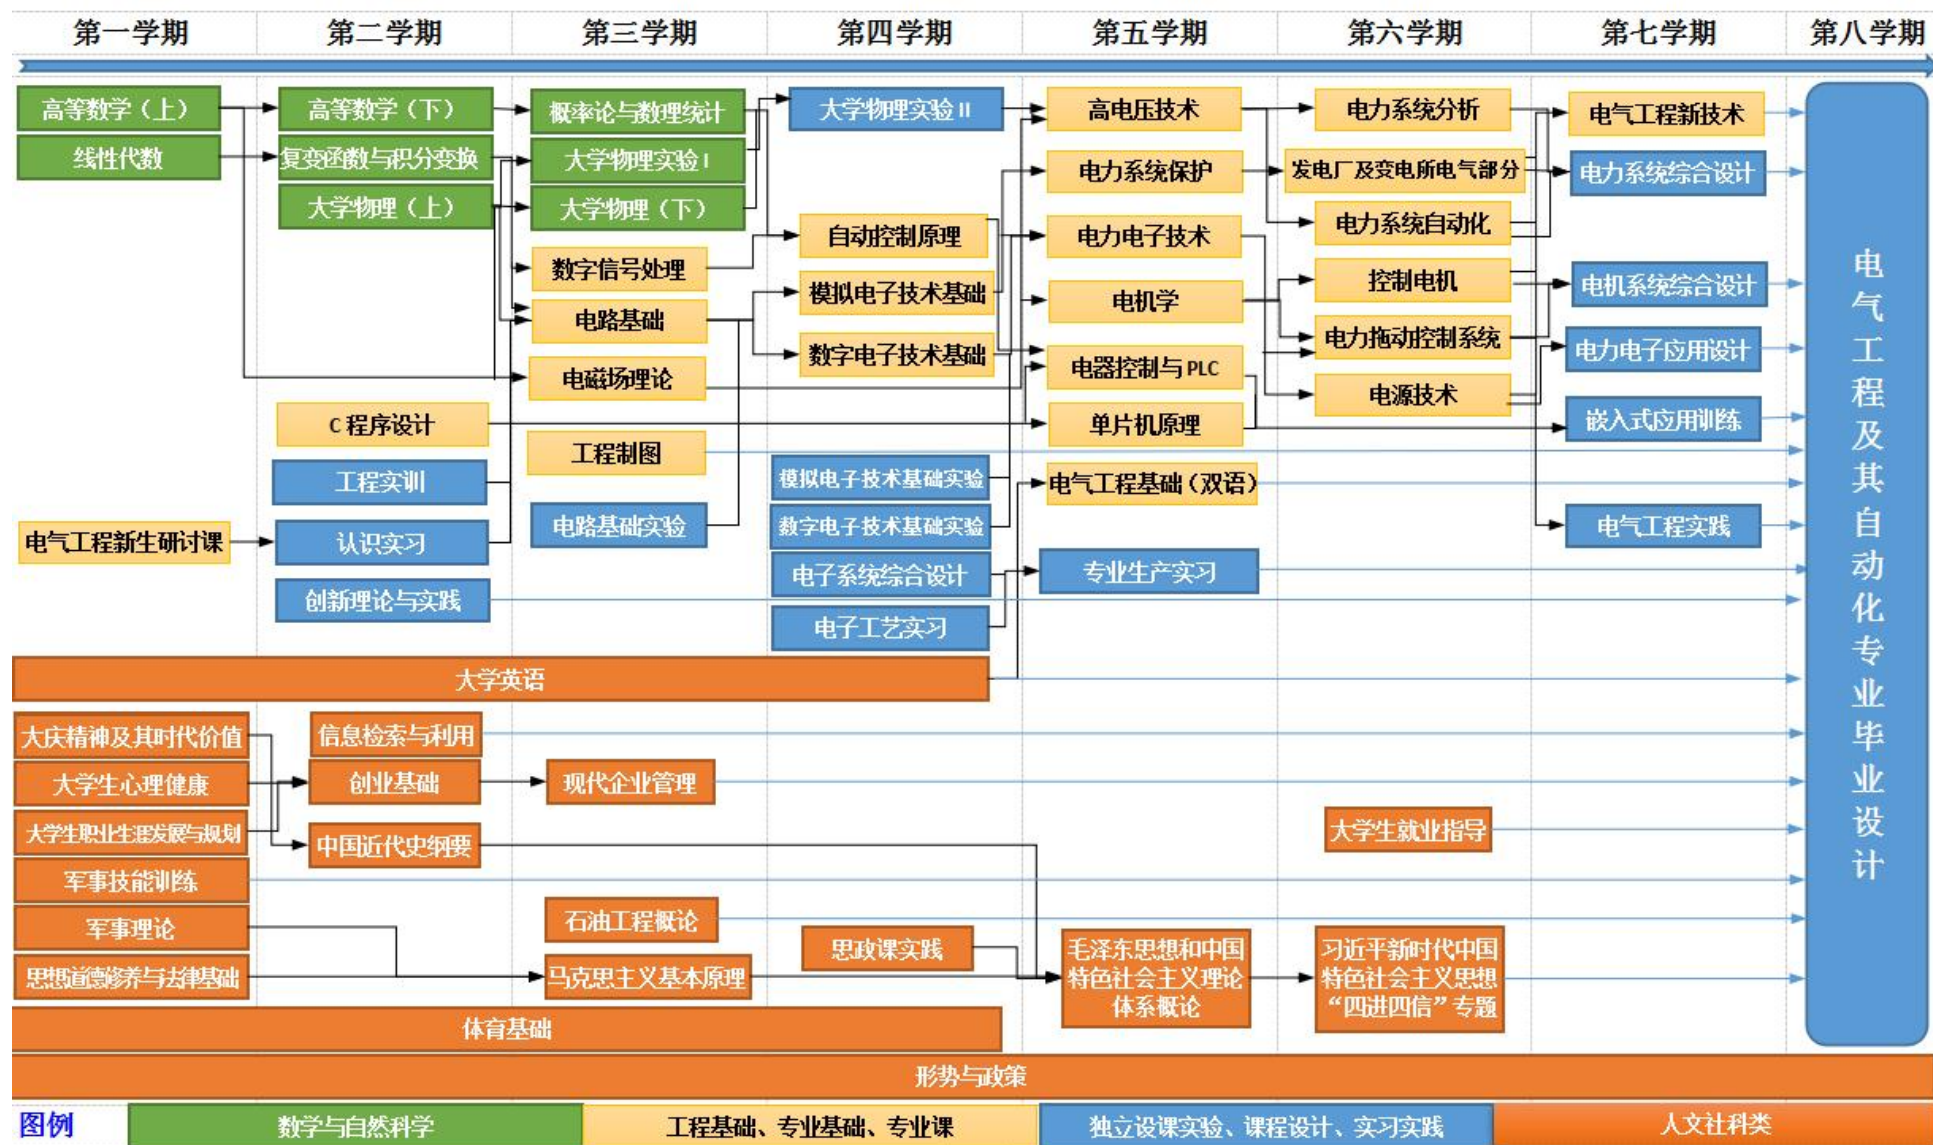 第一学期
第二学期
第三学期
第四学期
第五学期
第六学期
第七学期
第八学期
高等数学（上）
线性代数
电气工程新生研讨课
高等数学（下）
复变函数与积分变换
大学物理（上）
C 程序设计
工程实训
认识实习
创新理论与实践
概率论与数理统计
大学物理实验 I
大学物理（下）
数字信号处理
电路基础
电磁场理论
工程制图
电路基础实验
大学物理实验 II
自动控制原理
模拟电子技术基础
数字电子技术基础
模拟电子技术基础实验
数字电子技术基础实验
电子系统综合设计
电子工艺实习
高电压技术
电力系统保护
电力电子技术
电机学
电器控制与 PLC
单片机原理
电气工程基础（双语）
专业生产实习
电力系统分析
发电厂及变电所电气部分
电力系统自动化
控制电机
电力拖动控制系统
电源技术
电气工程新技术
电力系统综合设计
电机系统综合设计
电力电子应用设计
嵌入式应用训练
电气工程实践
电气工程及其自动化专业毕业设计
大学英语
大庆精神及其时代价值
大学生心理健康
大学生职业生涯发展与规划
军事技能训练
军事理论
思想道德修养与法律基础
信息检索与利用
创业基础
中国近代史纲要
现代企业管理
石油工程概论
马克思主义基本原理
思政课实践
毛泽东思想和中国
特色社会主义理论
体系概论
大学生就业指导
习近平新时代中国
特色社会主义思想
“四进四信”专题
体育基础
形势与政策
图例
数学与自然科学
工程基础、专业基础、专业课
独立设课实验、课程设计、实习实践
人文社科类